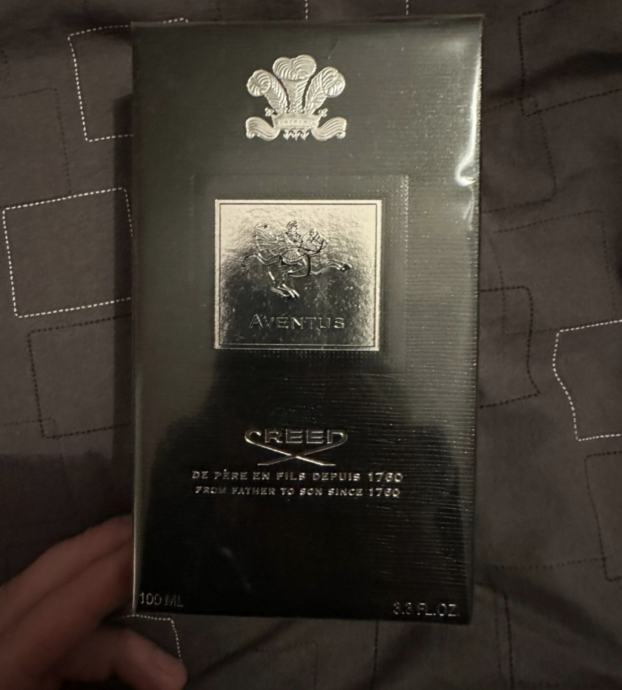 AVENTUS
CREED
DE PÈRE EN FILS DEPUIS 1760
FROM FATHER TO SON SINCE 1760
100 ML
3.3 FL.OZ.